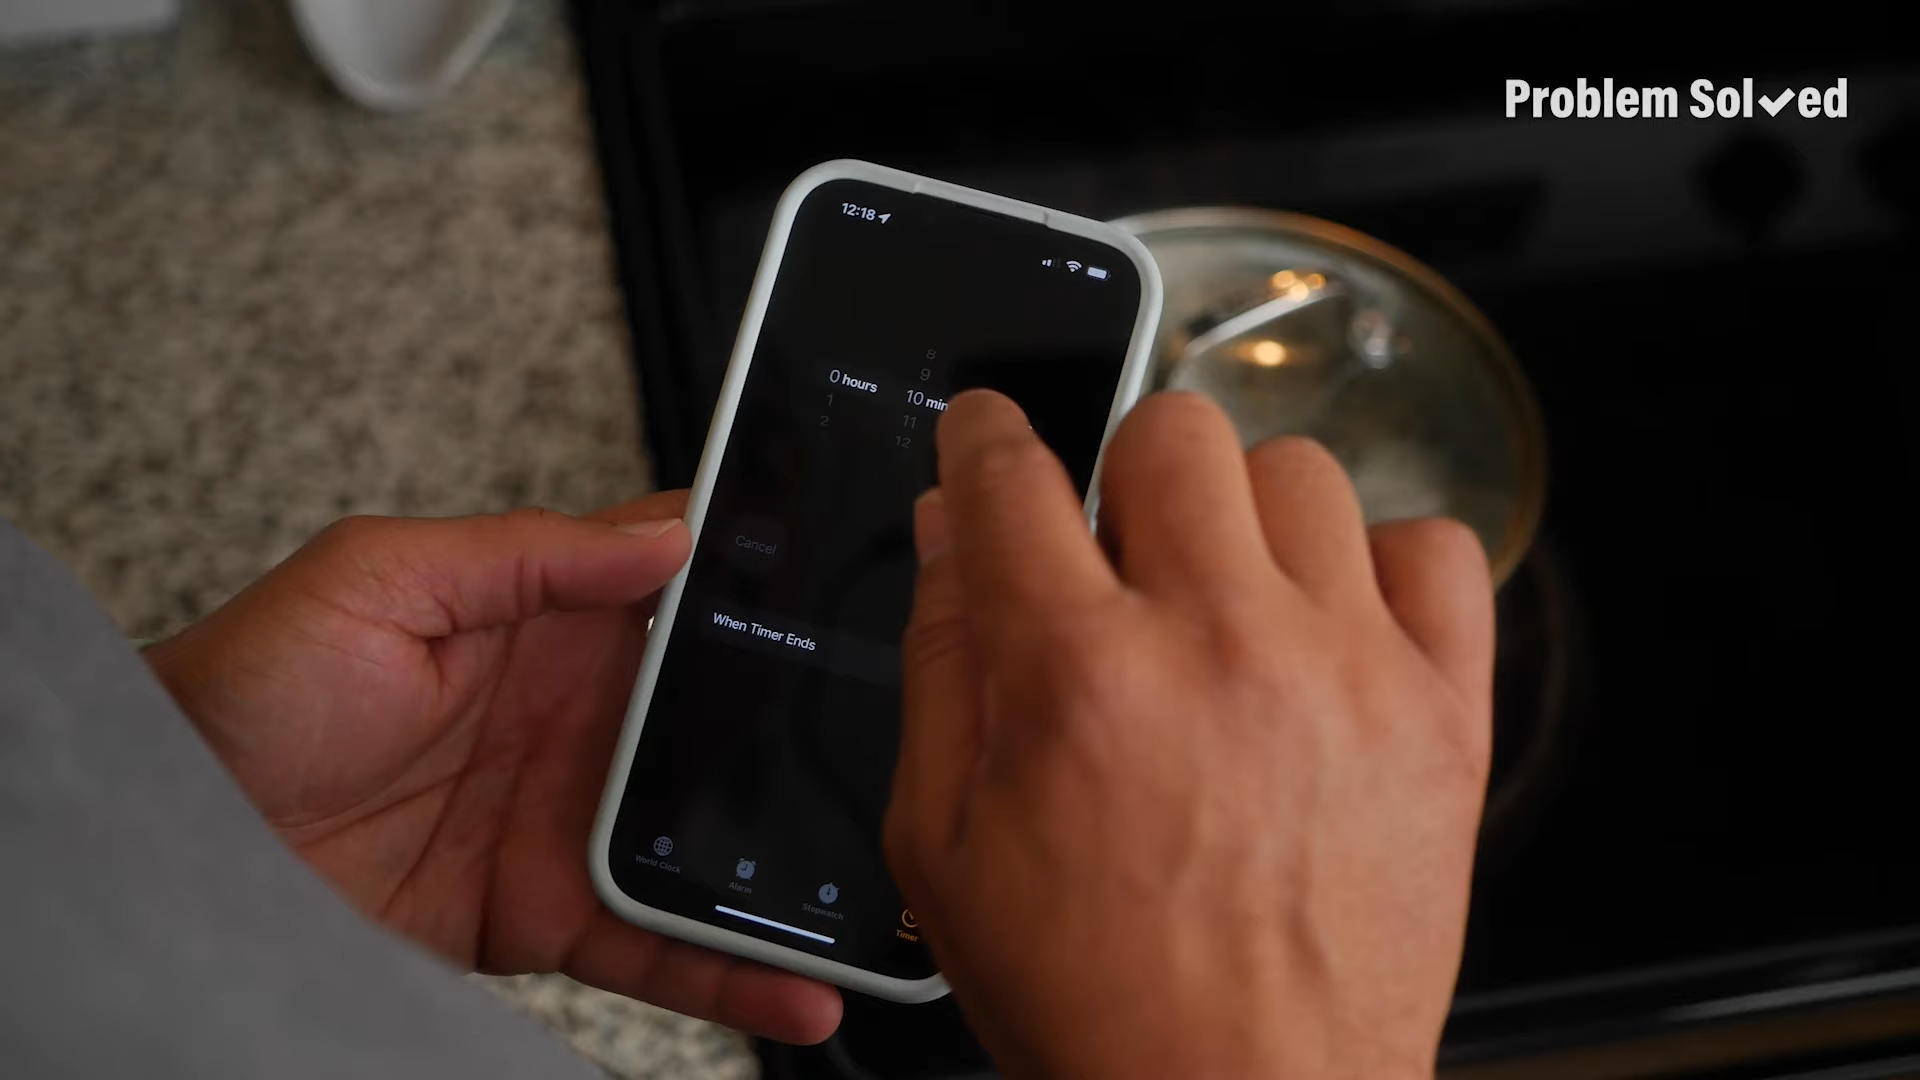 Problem Solved
12:18
8
9
0 hours
10 min
1
11
2
12
Cancel
When Timer Ends
World Clock
Alarm
Stopwatch
Timer